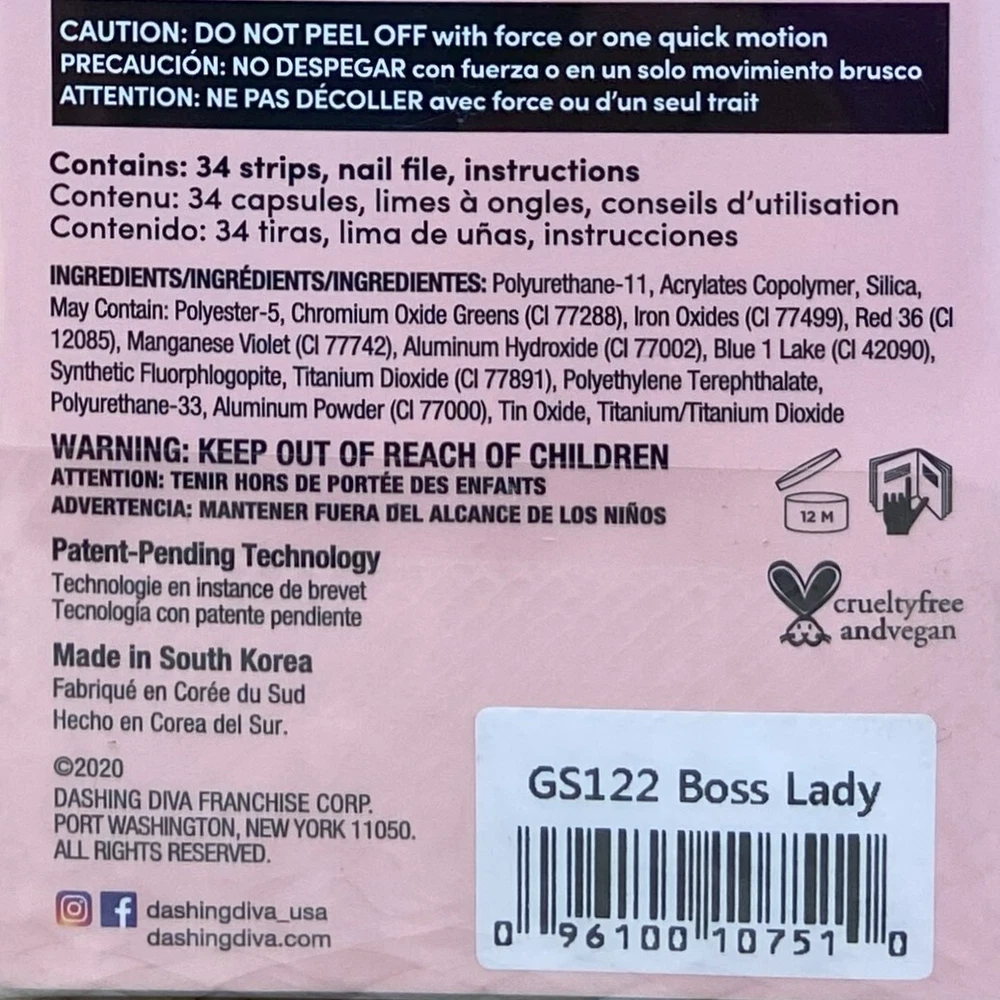 CAUTION: DO NOT PEEL OFF with force or one quick motion
PRECAUCIÓN: NO DESPEGAR con fuerza o en un solo movimiento brusco
ATTENTION: NE PAS DÉCOLLER avec force ou d'un seul trait
Contains: 34 strips, nail file, instructions
Contenu: 34 capsules, limes à ongles, conseils d'utilisation
Contenido: 34 tiras, lima de uñas, instrucciones
INGREDIENTS/INGRÉDIENTS/INGREDIENTES: Polyurethane-11, Acrylates Copolymer, Silica,
May Contain: Polyester-5, Chromium Oxide Greens (CI 77288), Iron Oxides (CI 77499), Red 36 (CI
12085), Manganese Violet (CI 77742), Aluminum Hydroxide (CI 77002), Blue 1 Lake (CI 42090),
Synthetic Fluorphlogopite, Titanium Dioxide (CI 77891), Polyethylene Terephthalate,
Polyurethane-33, Aluminum Powder (CI 77000), Tin Oxide, Titanium/Titanium Dioxide
WARNING: KEEP OUT OF REACH OF CHILDREN
ATTENTION: TENIR HORS DE PORTÉE DES ENFANTS
ADVERTENCIA: MANTENER FUERA DEL ALCANCE DE LOS NIÑOS
12 M
Patent-Pending Technology
Technologie en instance de brevet
Tecnología con patente pendiente
crueltyfree
andvegan
Made in South Korea
Fabriqué en Corée du Sud
Hecho en Corea del Sur.
©2020
DASHING DIVA FRANCHISE CORP.
PORT WASHINGTON, NEW YORK 11050.
ALL RIGHTS RESERVED.
dashingdiva_usa
dashingdiva.com
GS122 Boss Lady
0 96100 10751 0